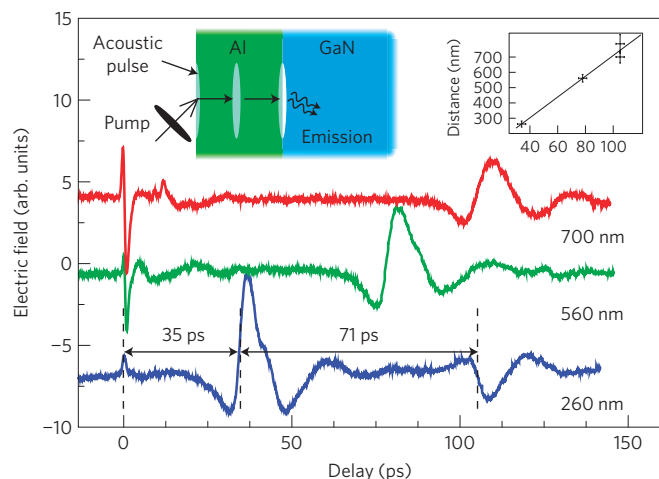 15
10
5
0
−5
−10
Electric field (arb. units)
0
50
100
150
Delay (ps)
Acoustic
pulse
Pump
Al
GaN
Emission
Distance
(nm)
700
600
500
400
300
40 60 80 100
700 nm
560 nm
260 nm
35 ps
71 ps